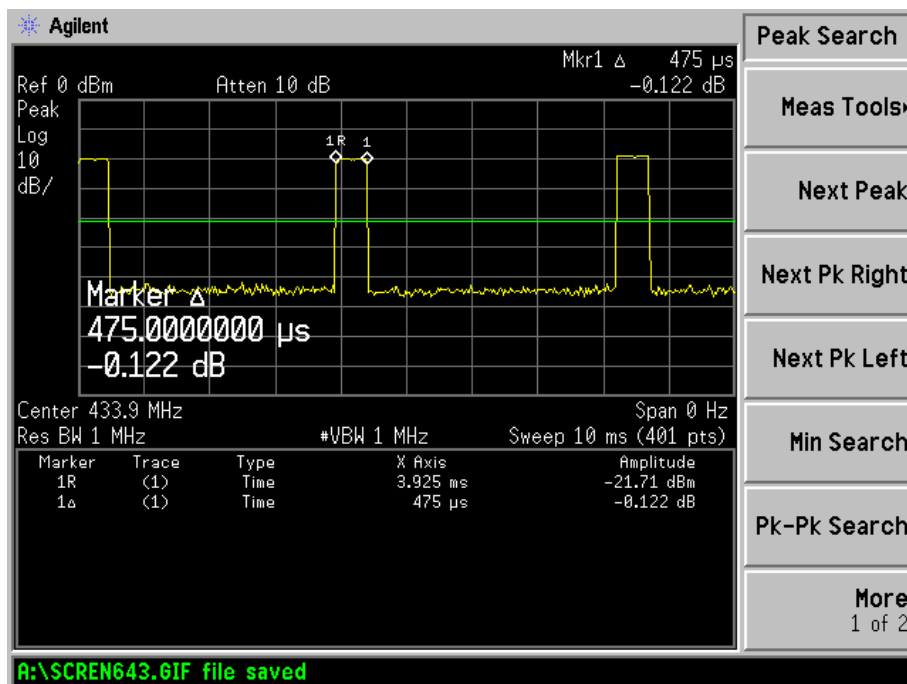 Agilent
Peak Search
Mkr1 Δ 475 µs
Ref 0 dBm Atten 10 dB -0.122 dB
Peak
Log
10
dB/
1R 1
Marker Δ
475.0000000 µs
-0.122 dB
Center 433.9 MHz Span 0 Hz
Res BW 1 MHz #VBW 1 MHz Sweep 10 ms (401 pts)
Marker Trace Type X Axis Amplitude
1R (1) Time 3.925 ms -21.71 dBm
1Δ (1) Time 475 µs -0.122 dB
Meas Tools
Next Peak
Next Pk Right
Next Pk Left
Min Search
Pk-Pk Search
More
1 of 2
A:\SCREN643.GIF file saved